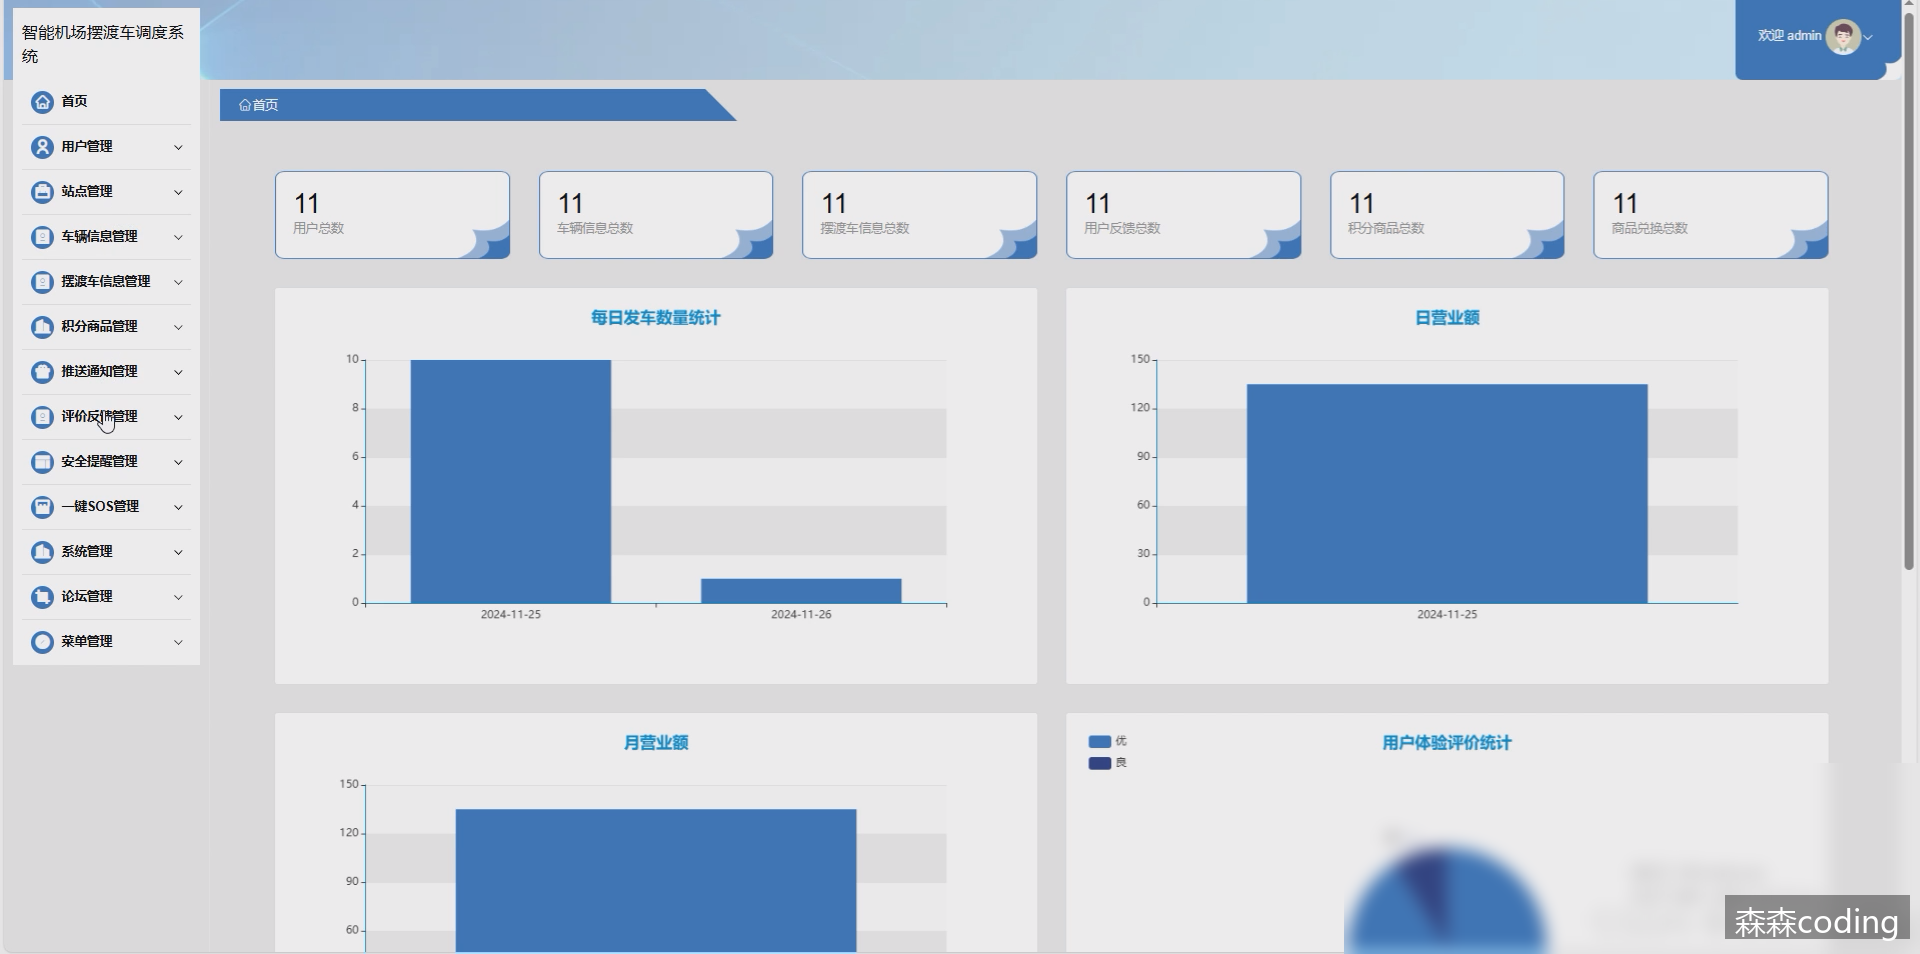 智能机场摆渡车调度系
统
欢迎 admin
首页
用户管理
站点管理
车辆信息管理
摆渡车信息管理
积分商品管理
推送通知管理
评价反馈管理
安全提醒管理
一键SOS管理
系统管理
论坛管理
菜单管理
首页
11
用户总数
11
车辆信息总数
11
摆渡车信息总数
11
用户反馈总数
11
积分商品总数
11
商品兑换总数
每日发车数量统计
10
8
6
4
2
0
2024-11-25
2024-11-26
日营业额
150
120
90
60
30
0
2024-11-25
月营业额
150
120
90
60
用户体验评价统计
优
良
森森coding